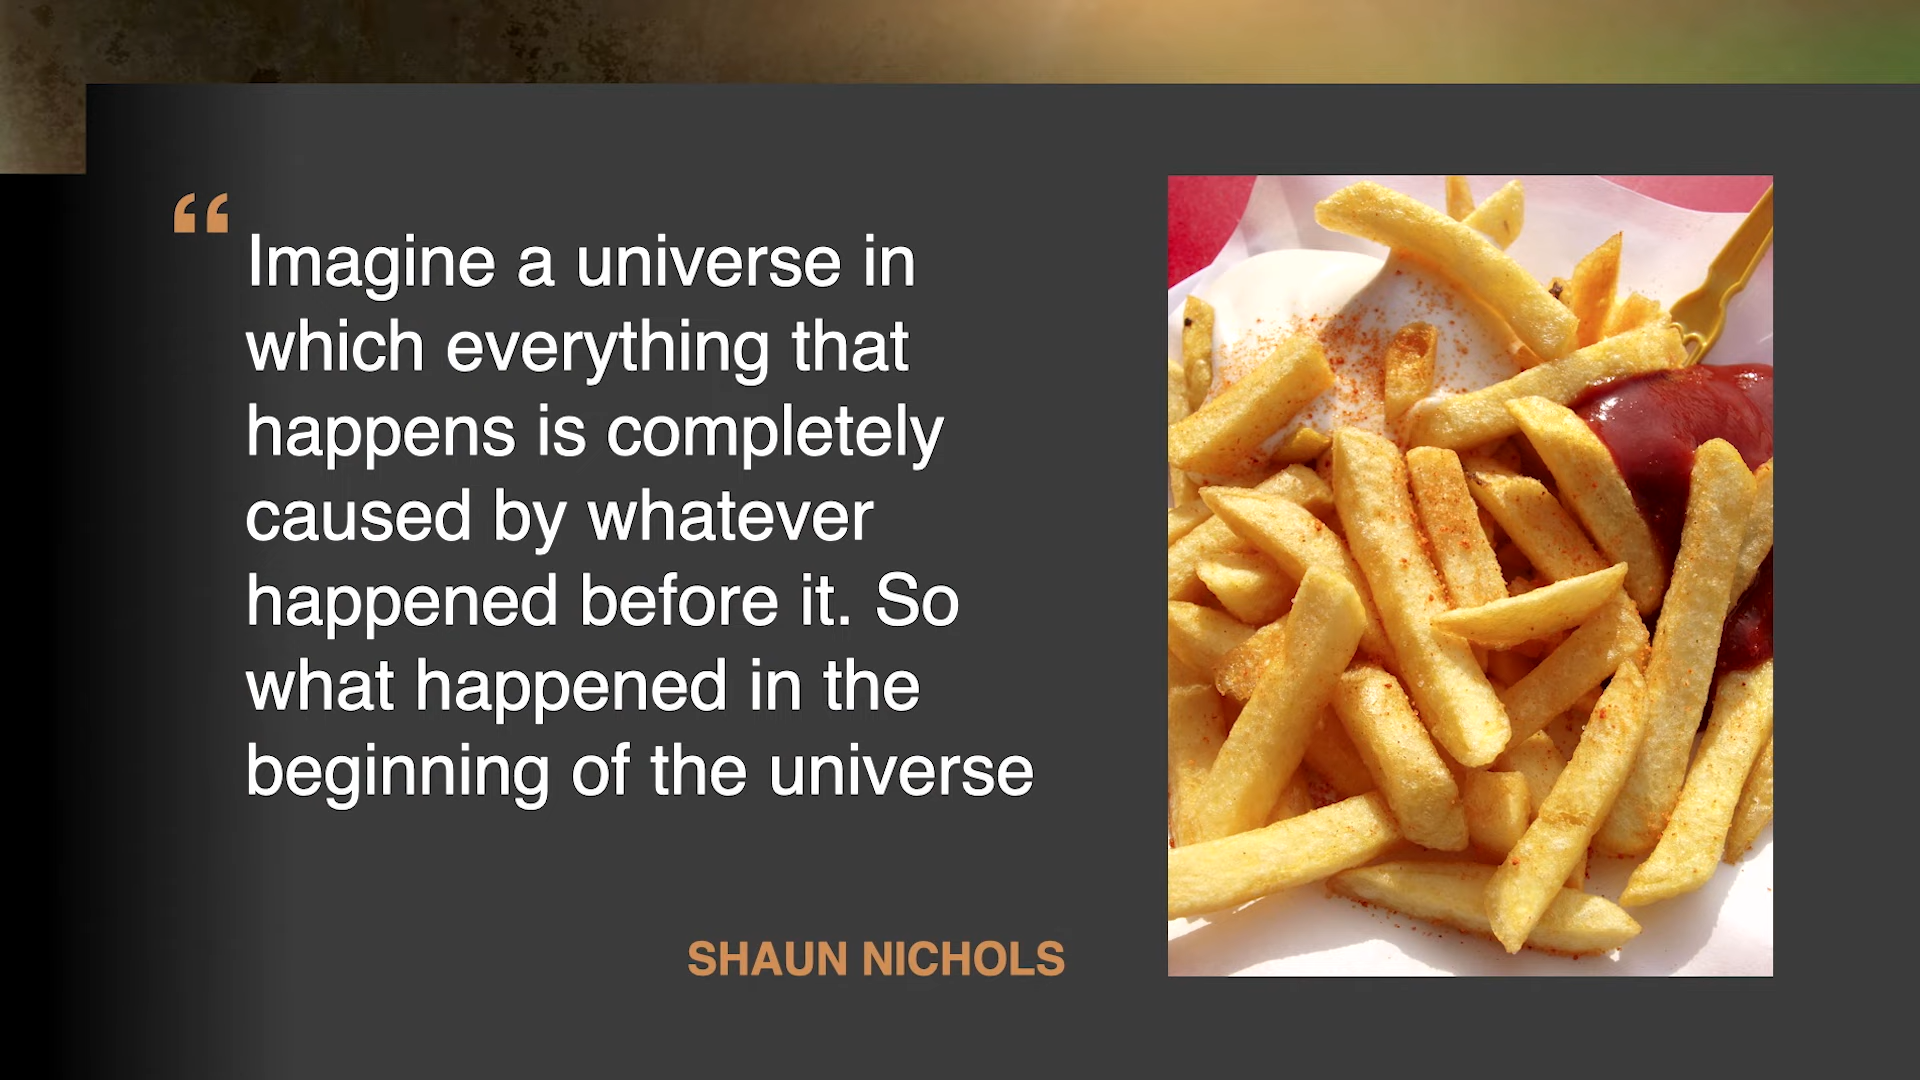 “Imagine a universe in
which everything that
happens is completely
caused by whatever
happened before it. So
what happened in the
beginning of the universe
SHAUN NICHOLS